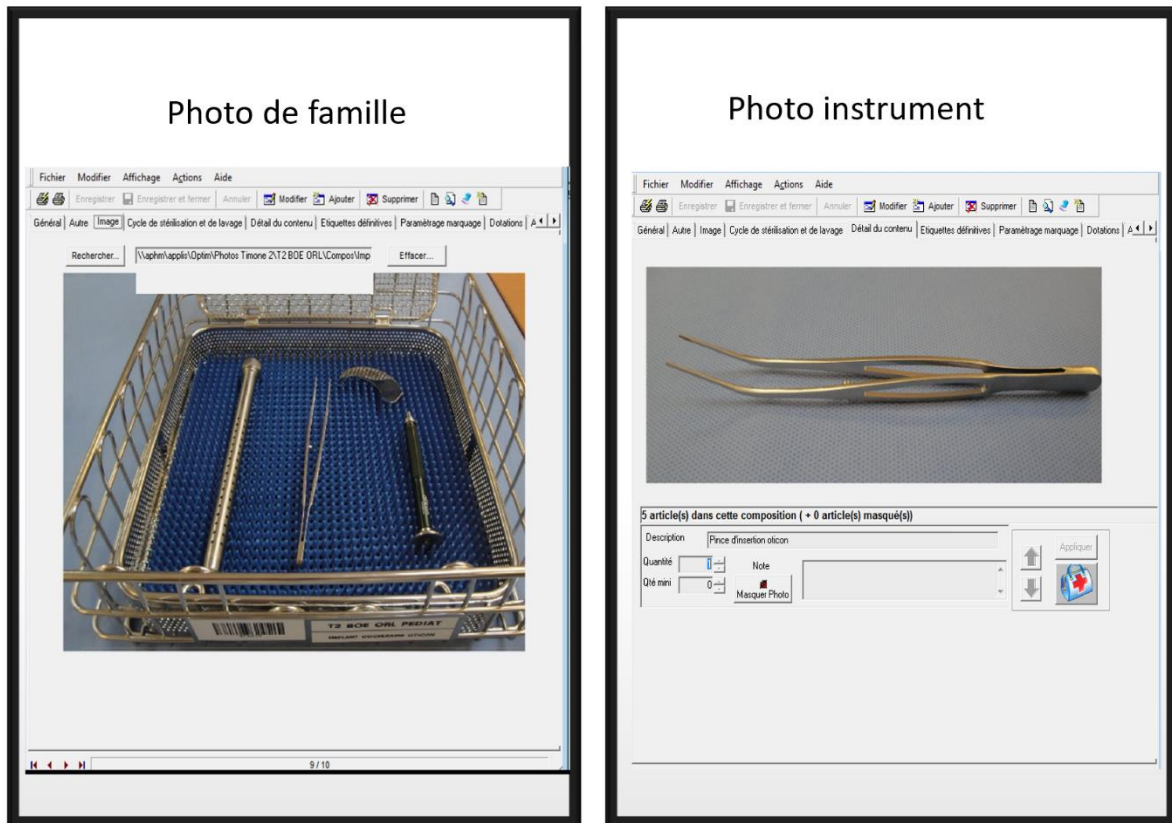 Photo de famille
Fichier Modifier Affichage Actions Aide
Enregistrer Enregistrer et fermer Annuler Modifier Ajouter Supprimer
Général Autre Image Cycle de stérilisation et de lavage Détail du contenu Etiquettes définitives Paramètrage marquage Dotations A
Rechercher... \\aphm\applis\Optim\Photos Timone 2\T2 BOE ORL\Compos\Imp Effacer...
T2 BOE ORL PEDIAT
IMPLANT COCHLEAIRE OTICON
9 / 10
Photo instrument
Fichier Modifier Affichage Actions Aide
Enregistrer Enregistrer et fermer Annuler Modifier Ajouter Supprimer
Général Autre Image Cycle de stérilisation et de lavage Détail du contenu Etiquettes définitives Paramètrage marquage Dotations A
5 article(s) dans cette composition ( + 0 article(s) masqué(s))
Description Pince d'insertion oticon
Quantité 1 Note Appliquer
Qté mini 0 Masquer Photo